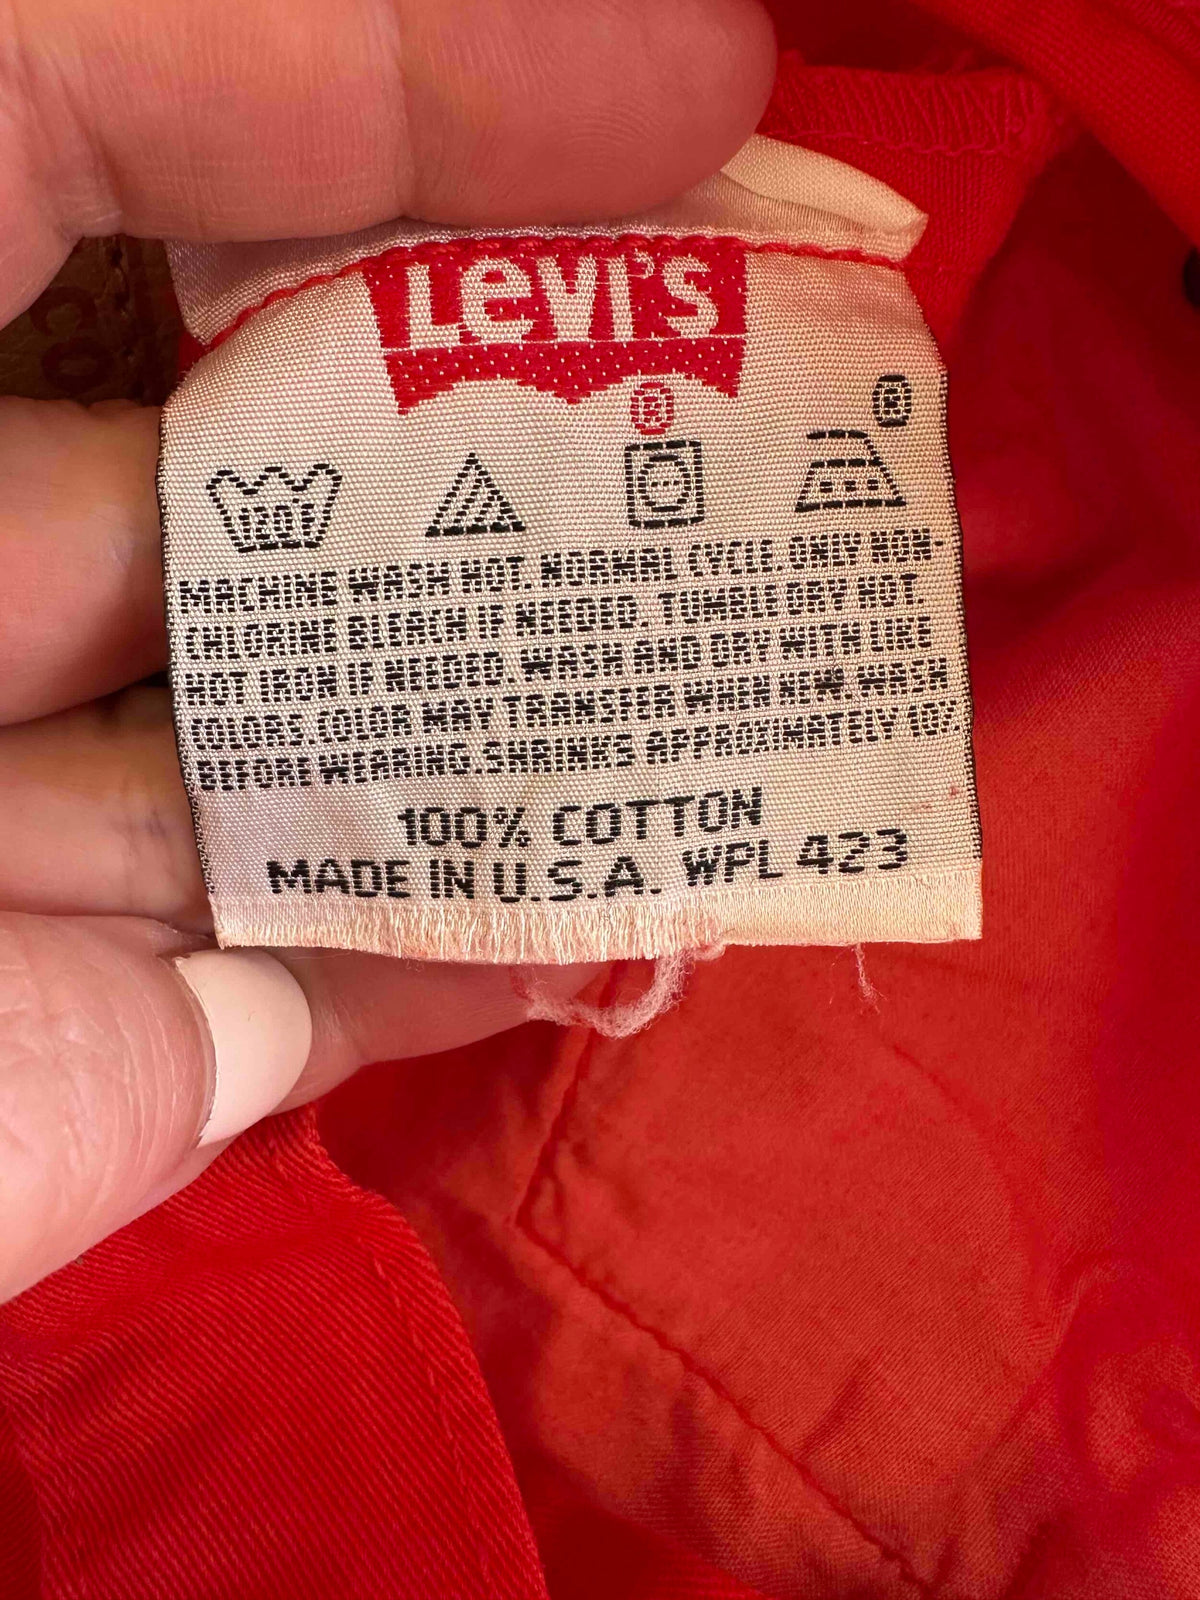 Levi's
®
®
120F
MACHINE WASH HOT. NORMAL CYCLE. ONLY NON-
CHLORINE BLEACH IF NEEDED. TUMBLE DRY HOT.
HOT IRON IF NEEDED. WASH AND DRY WITH LIKE
COLORS. COLOR MAY TRANSFER WHEN NEW. WASH
BEFORE WEARING. SHRINKS APPROXIMATELY 10%
100% COTTON
MADE IN U.S.A. WPL 423